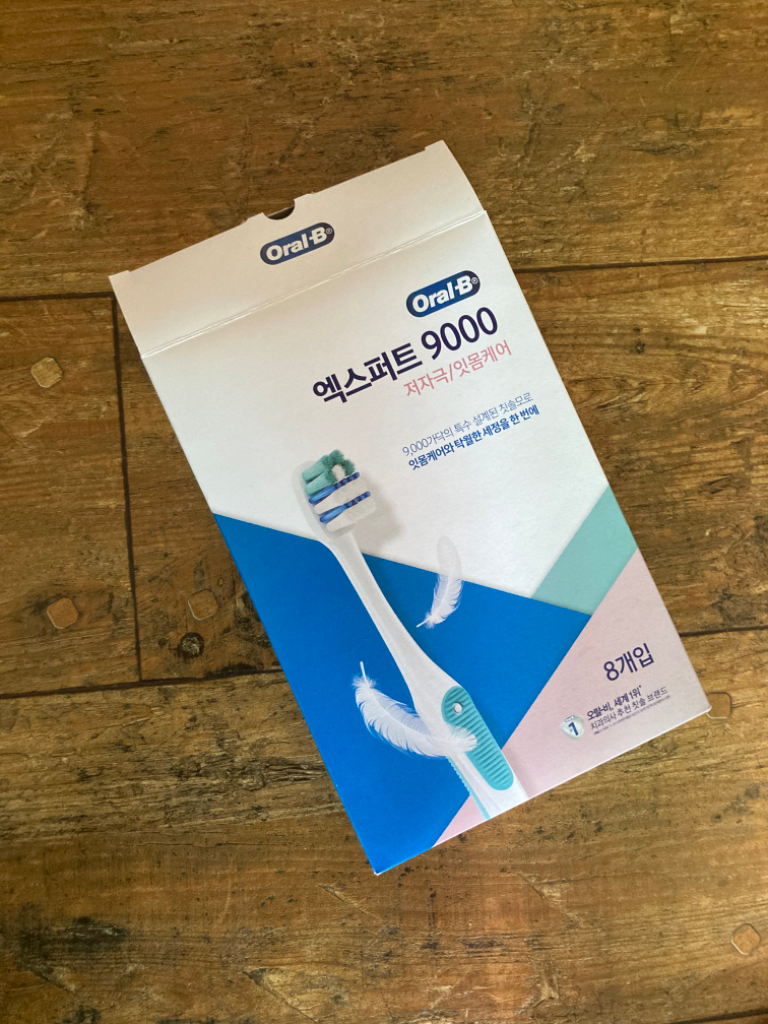 Oral-B®
Oral-B®
엑스퍼트 9000
저자극/잇몸케어
9,000가닥의 특수 설계된 칫솔모로
잇몸케어와 탁월한 세정을 한 번에
8개입
1
오랄-비, 세계 1위*
치과의사 추천 칫솔 브랜드